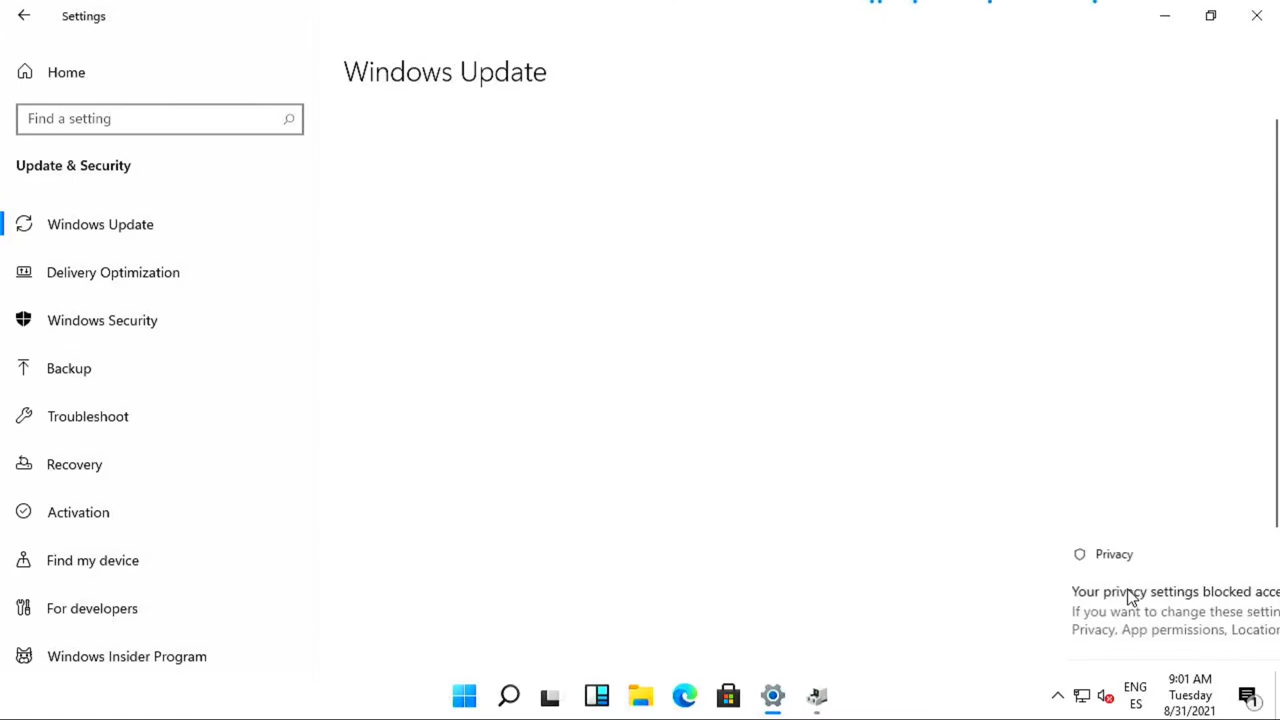 Settings
Home
Find a setting
Update & Security
Windows Update
Delivery Optimization
Windows Security
Backup
Troubleshoot
Recovery
Activation
Find my device
For developers
Windows Insider Program
Windows Update
Privacy
Your privacy settings blocked acce
If you want to change these settin
Privacy, App permissions, Location
ENG
ES
9:01 AM
Tuesday
8/31/2021
1